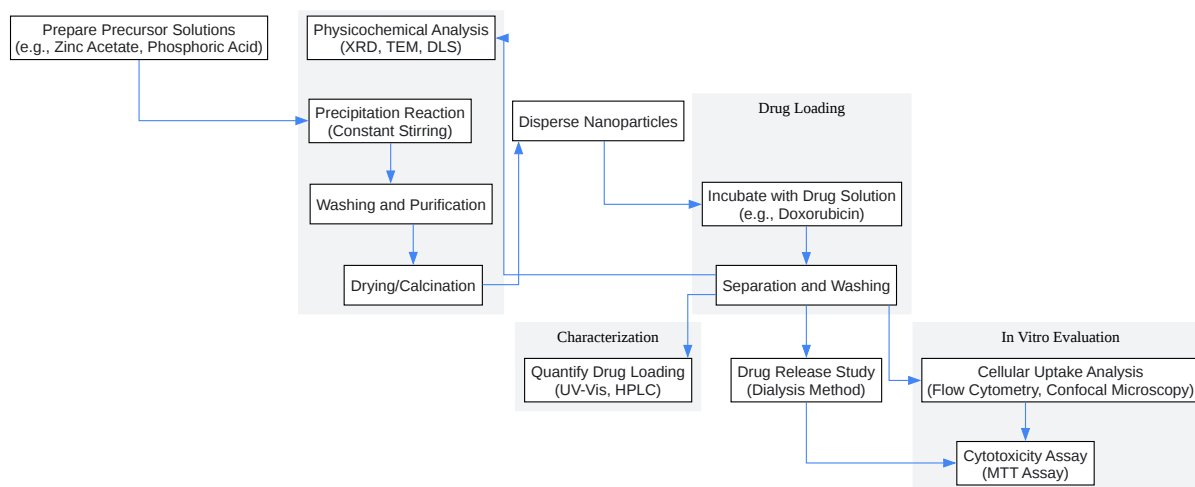 Prepare Precursor Solutions
(e.g., Zinc Acetate, Phosphoric Acid)
Physicochemical Analysis
(XRD, TEM, DLS)
Precipitation Reaction
(Constant Stirring)
Washing and Purification
Drying/Calcination
Disperse Nanoparticles
Drug Loading
Incubate with Drug Solution
(e.g., Doxorubicin)
Separation and Washing
Characterization
Quantify Drug Loading
(UV-Vis, HPLC)
Drug Release Study
(Dialysis Method)
In Vitro Evaluation
Cellular Uptake Analysis
(Flow Cytometry, Confocal Microscopy)
Cytotoxicity Assay
(MTT Assay)